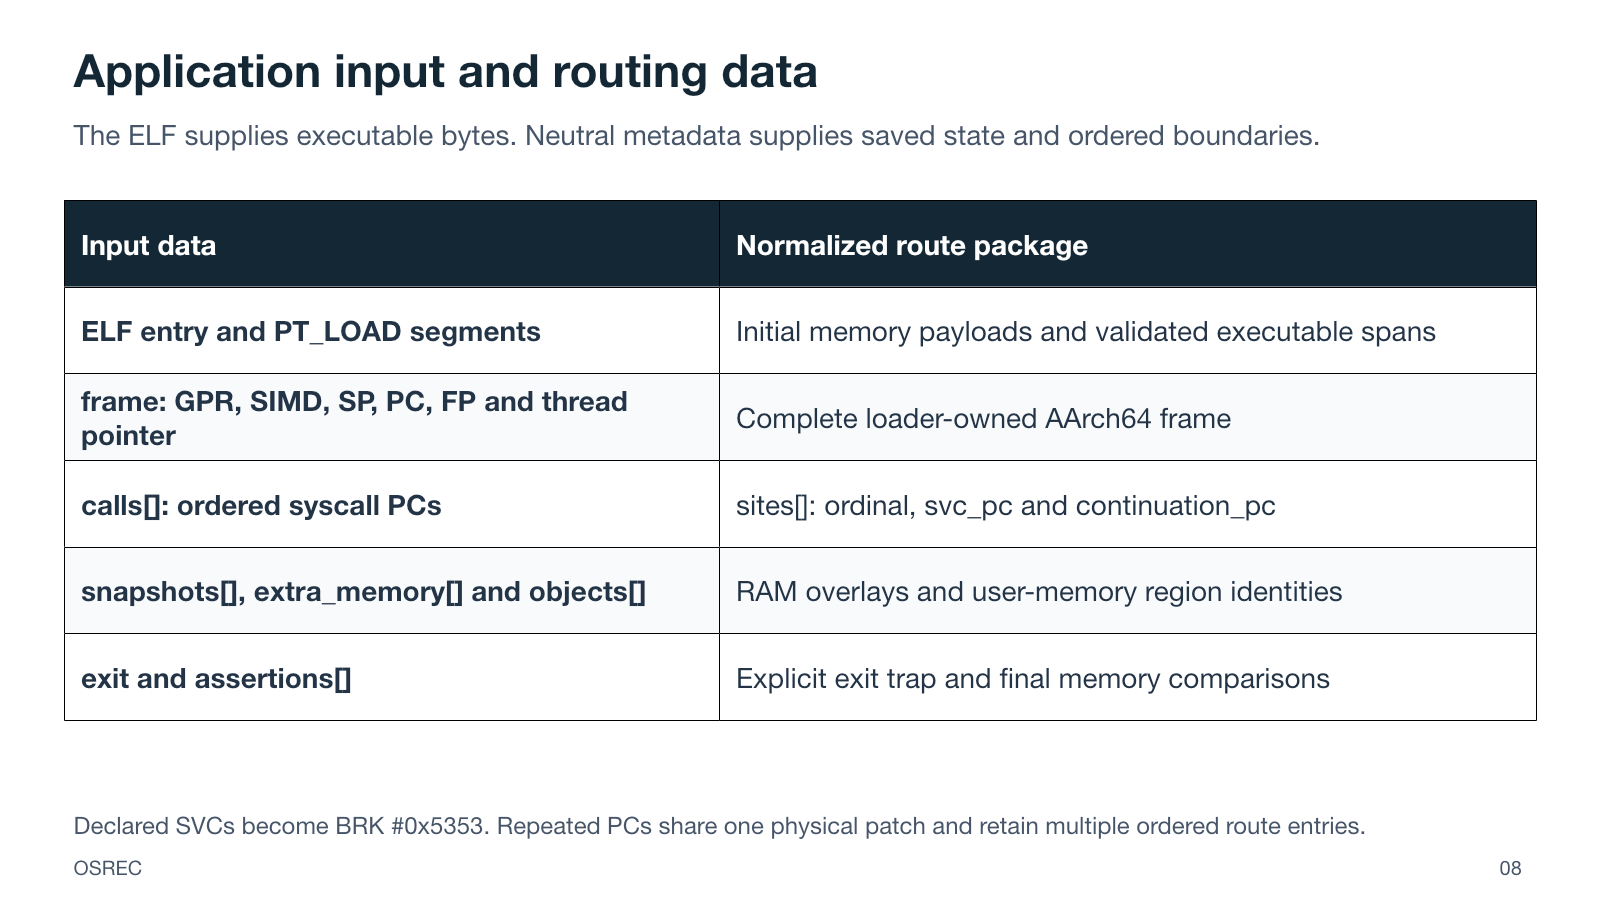 Application input and routing data
The ELF supplies executable bytes. Neutral metadata supplies saved state and ordered boundaries.
Input data
Normalized route package
ELF entry and PT_LOAD segments
Initial memory payloads and validated executable spans
frame: GPR, SIMD, SP, PC, FP and thread
pointer
Complete loader-owned AArch64 frame
calls[]: ordered syscall PCs
sites[]: ordinal, svc_pc and continuation_pc
snapshots[], extra_memory[] and objects[]
RAM overlays and user-memory region identities
exit and assertions[]
Explicit exit trap and final memory comparisons
Declared SVCs become BRK #0x5353. Repeated PCs share one physical patch and retain multiple ordered route entries.
OSREC
08